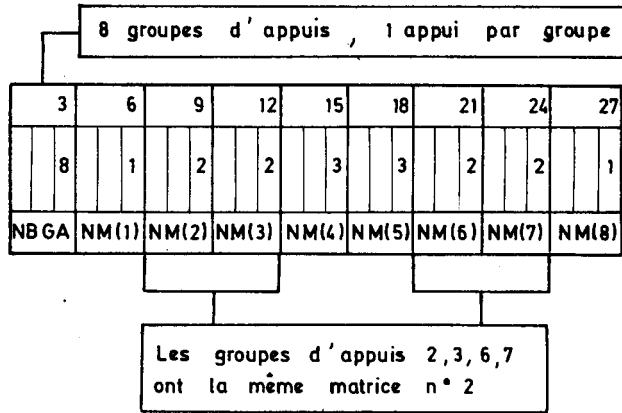 8 groupes d'appuis , 1 appui par groupe
3 6 9 12 15 18 21 24 27
8 1 2 2 3 3 2 2 1
NBGA NM(1) NM(2) NM(3) NM(4) NM(5) NM(6) NM(7) NM(8)
Les groupes d'appuis 2,3,6,7
ont la même matrice n° 2